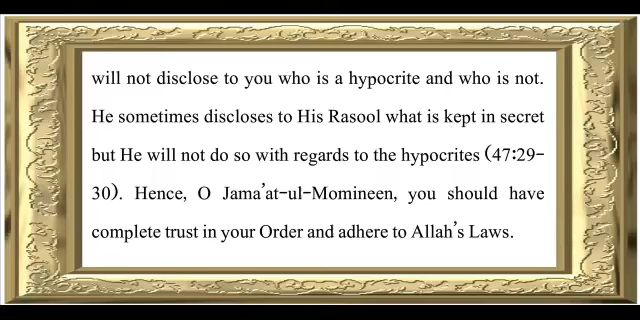 will not disclose to you who is a hypocrite and who is not.
He sometimes discloses to His Rasool what is kept in secret
but He will not do so with regards to the hypocrites (47:29-
30). Hence, O Jama'at-ul-Momineen, you should have
complete trust in your Order and adhere to Allah's Laws.